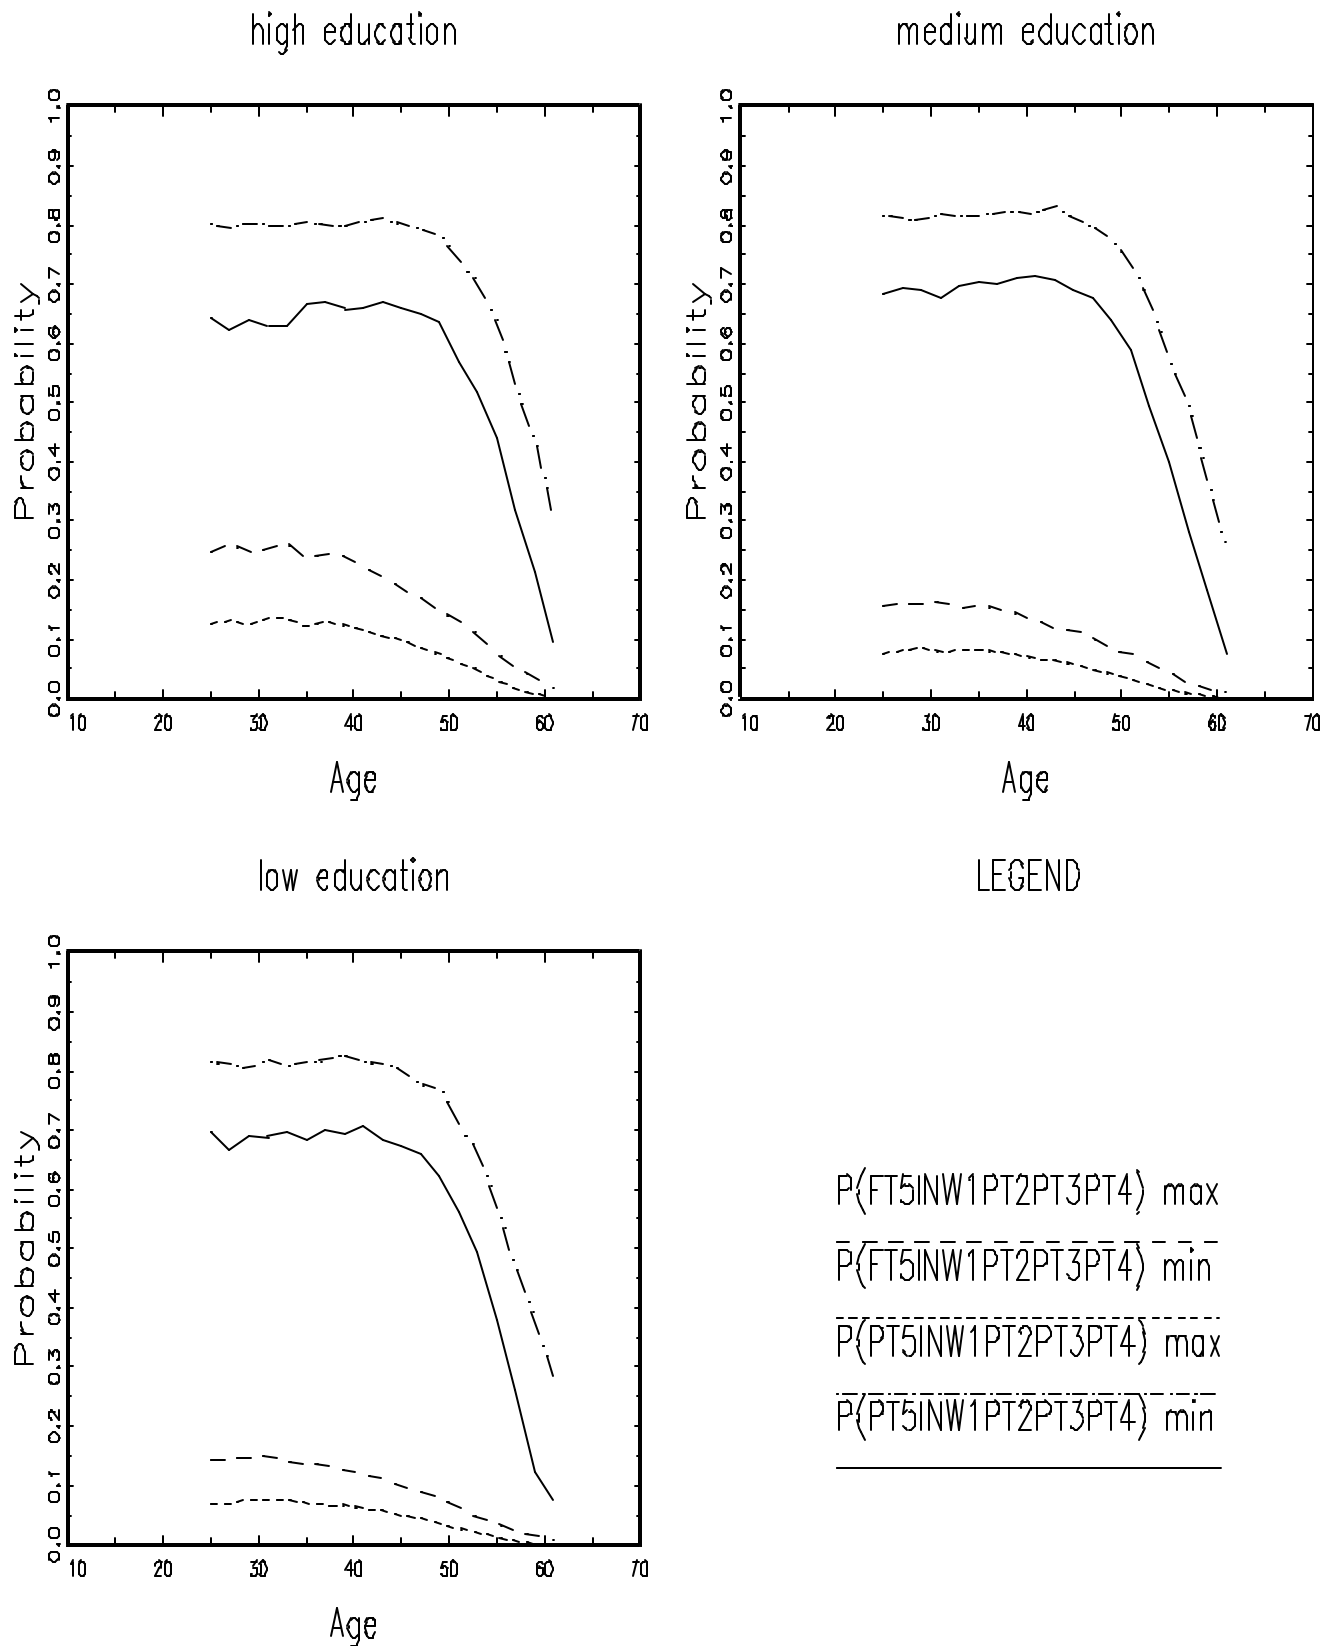 high education
1.0
0.9
0.8
0.7
0.6
0.5
0.4
0.3
0.2
0.1
0.0
Probability
10 20 30 40 50 60 70
Age
medium education
1.0
0.9
0.8
0.7
0.6
0.5
0.4
0.3
0.2
0.1
0.0
Probability
10 20 30 40 50 60 70
Age
low education
1.0
0.9
0.8
0.7
0.6
0.5
0.4
0.3
0.2
0.1
0.0
Probability
10 20 30 40 50 60 70
Age
LEGEND
P(FT5INW1PT2PT3PT4) max
P(FT5INW1PT2PT3PT4) min
P(PT5INW1PT2PT3PT4) max
P(PT5INW1PT2PT3PT4) min